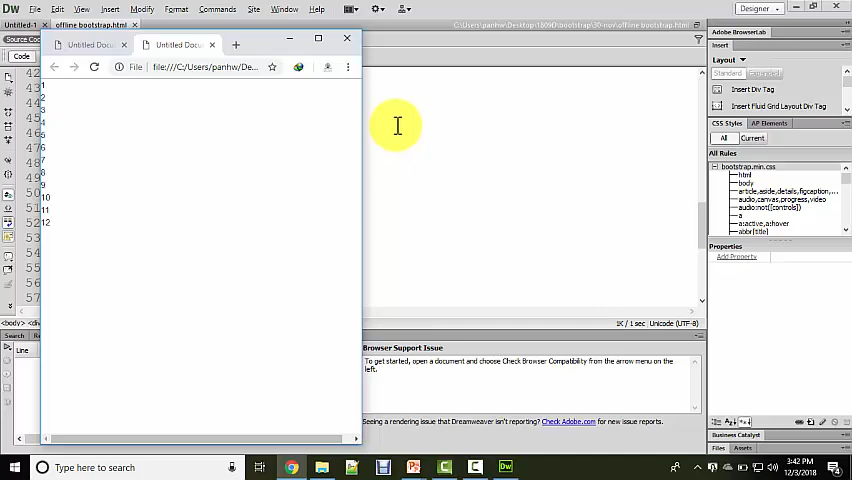 Dw File Edit View Insert Modify Format Commands Site Window Help Designer
Untitled-1 × offline bootstrap.html ×
Untitled Docu × Untitled Docu ×
File file:///C:/Users/panhw/De...
Code
42
43
44
45
46
47
48
49
50
51
52
53
54
55
56
57
1
2
3
4
5
6
7
8
9
10
11
12
<body>
1K / 1 sec Unicode (UTF-8)
Search
Line
Browser Support Issue
To get started, open a document and choose Check Browser Compatibility from the arrow menu on the
left.
Seeing a rendering issue that Dreamweaver isn't reporting? Check Adobe.com for new issue reports.
Adobe BrowserLab
Insert
Layout
Standard Expanded
Insert Div Tag
Insert Fluid Grid Layout Div Tag
CSS Styles AP Elements
All Current
All Rules
bootstrap.min.css
html
body
article,aside,details,figcaption,...
audio,canvas,progress,video
audio:not([controls])
a
a:active,a:hover
abbr[title]
Properties
Add Property
Business Catalyst
Files Assets
Type here to search
3:42 PM
12/3/2018